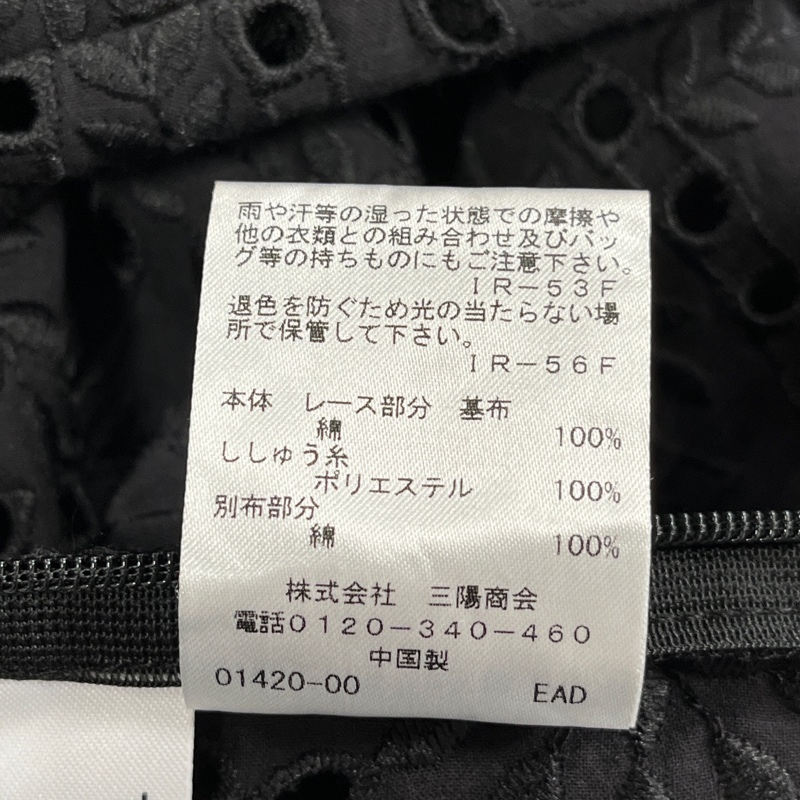 雨や汗等の湿った状態での摩擦や
他の衣類との組み合わせ及びバッ
グ等の持ちものにもご注意下さい。
ＩＲ－５３Ｆ
退色を防ぐため光の当たらない場
所で保管して下さい。
ＩＲ－５６Ｆ
本体　レース部分　基布
綿　100%
ししゅう糸
ポリエステル　100%
別布部分
綿　100%
株式会社　三陽商会
電話０１２０－３４０－４６０
中国製
01420-00　EAD